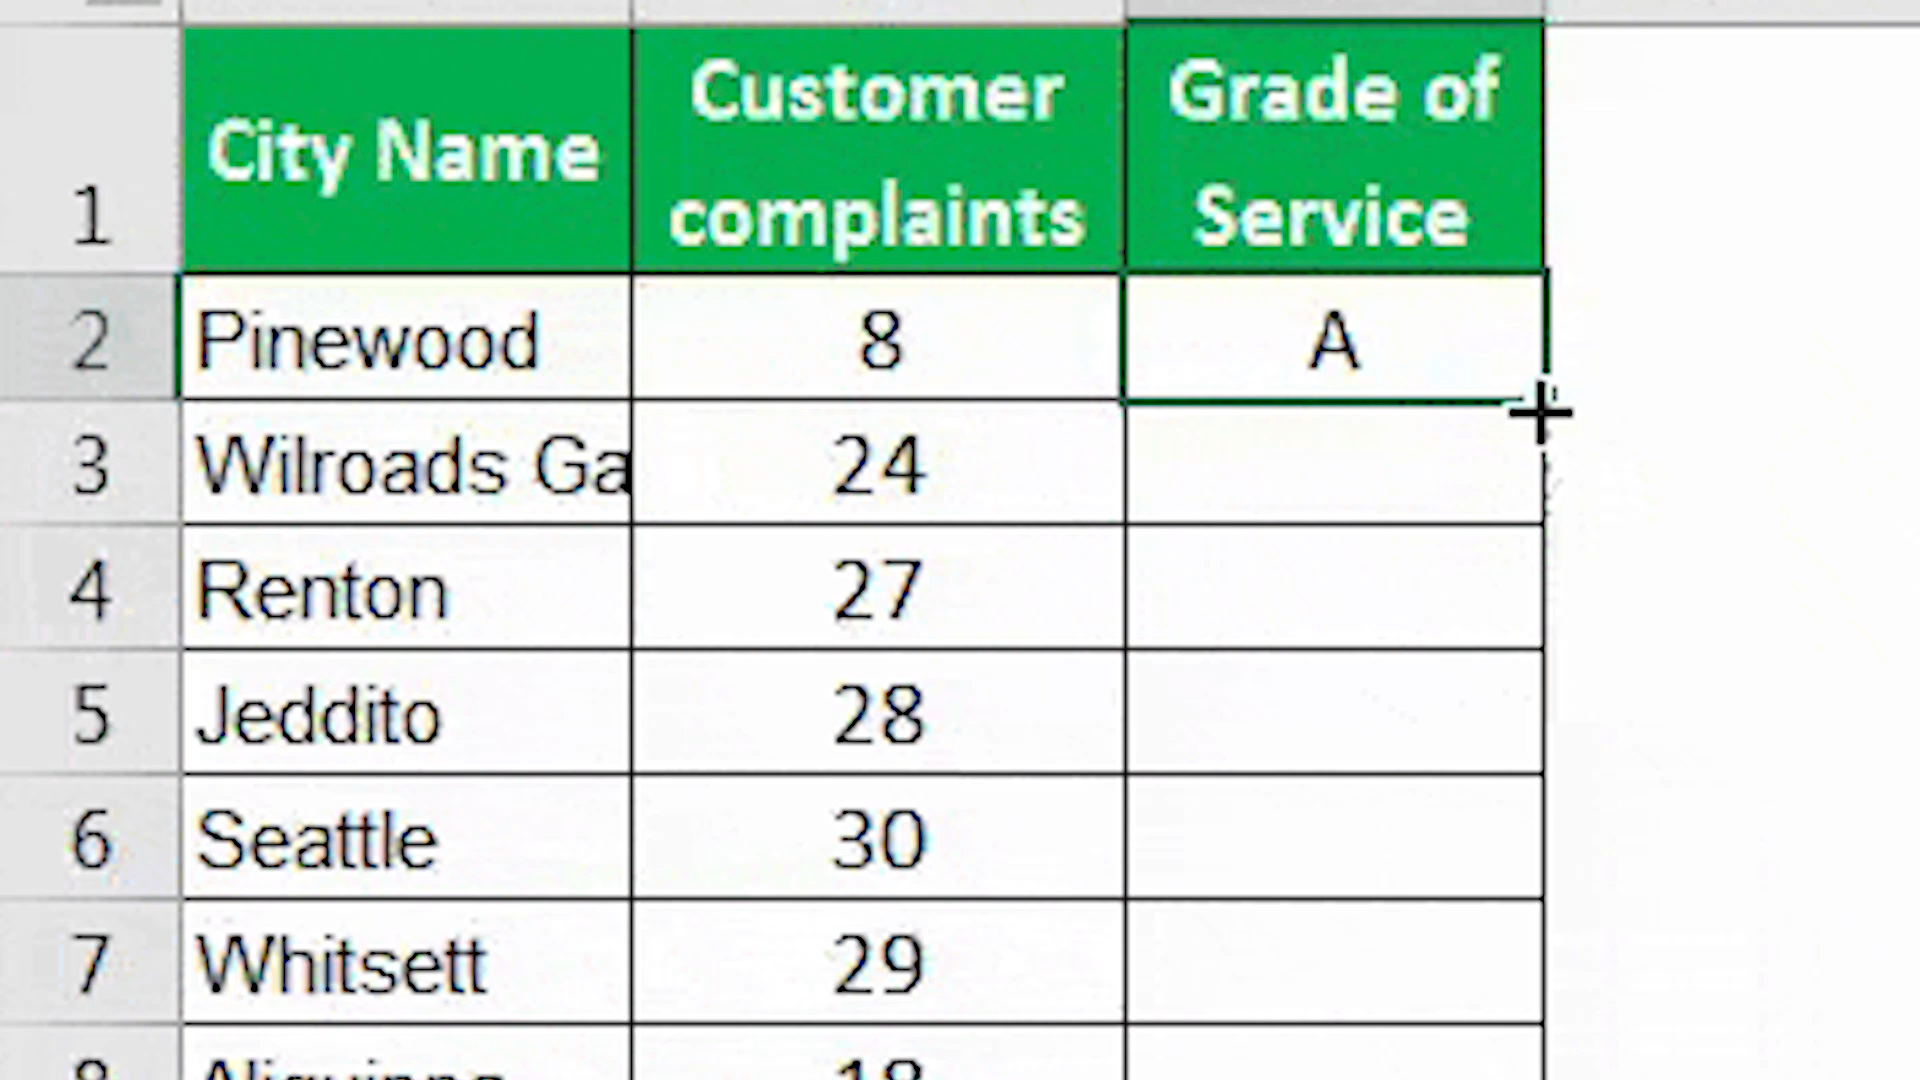 City Name Customer complaints Grade of Service
1
2 Pinewood 8 A
3 Wilroads Ga 24
4 Renton 27
5 Jeddito 28
6 Seattle 30
7 Whitsett 29